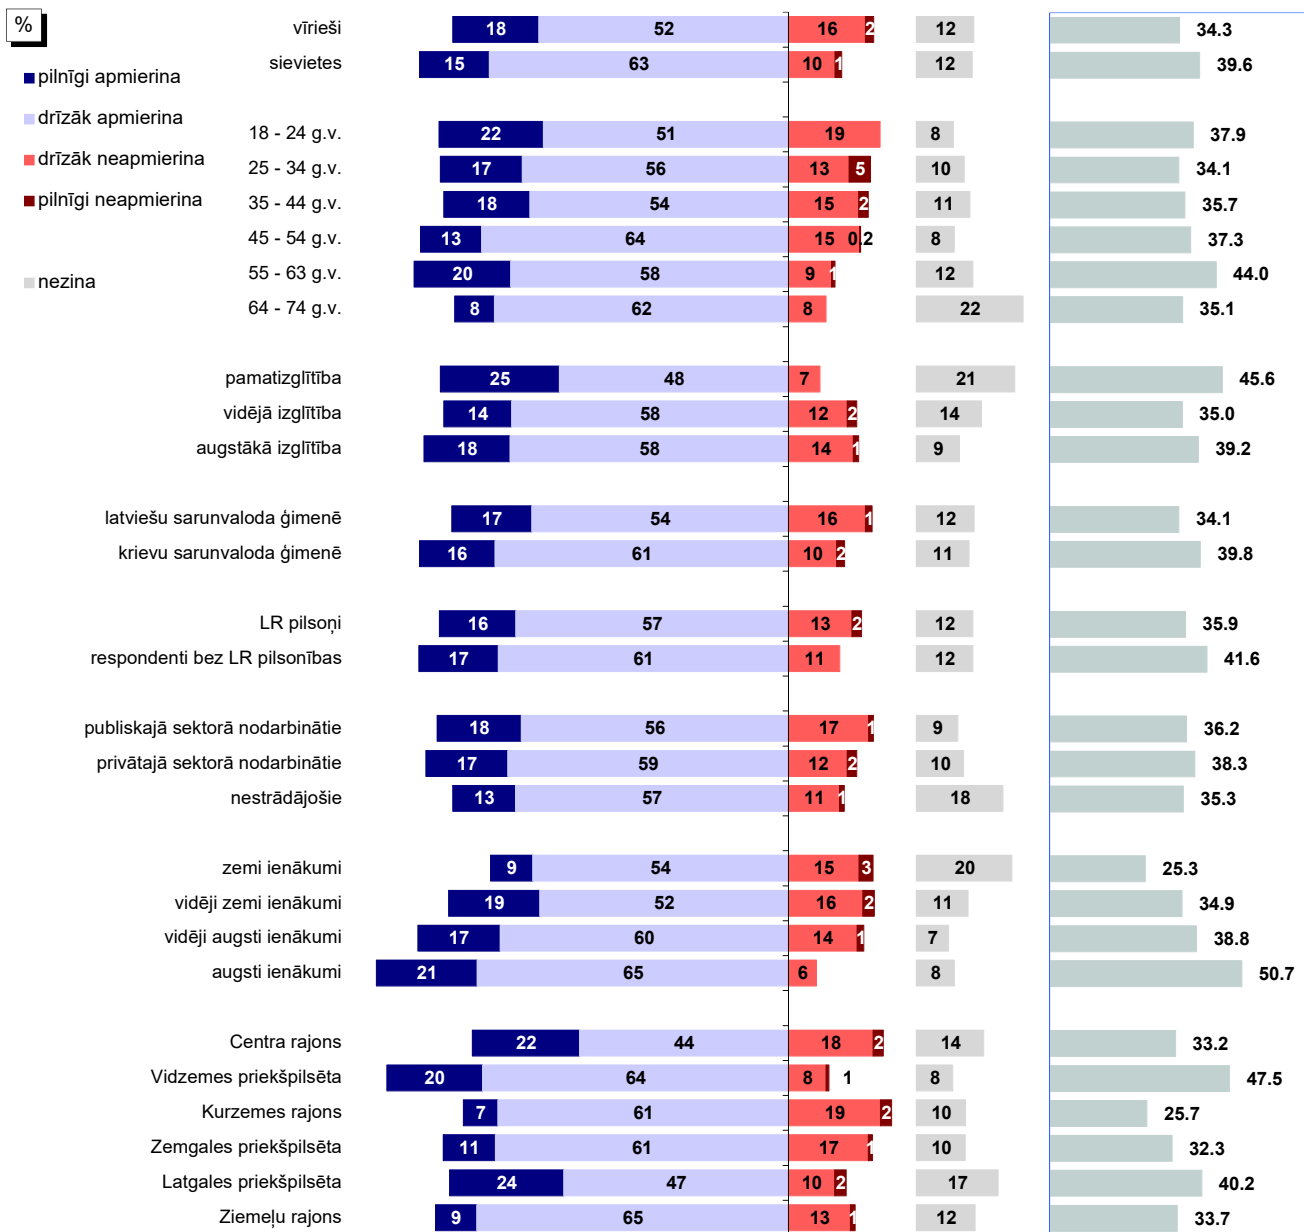 %
pilnīgi apmierina
drīzāk apmierina
drīzāk neapmierina
pilnīgi neapmierina
nezina
vīrieši 18 52 16 2 12 34.3
sievietes 15 63 10 1 12 39.6
18 - 24 g.v. 22 51 19 8 37.9
25 - 34 g.v. 17 56 13 5 10 34.1
35 - 44 g.v. 18 54 15 2 11 35.7
45 - 54 g.v. 13 64 15 0.2 8 37.3
55 - 63 g.v. 20 58 9 1 12 44.0
64 - 74 g.v. 8 62 8 22 35.1
pamatizglītība 25 48 7 21 45.6
vidējā izglītība 14 58 12 2 14 35.0
augstākā izglītība 18 58 14 1 9 39.2
latviešu sarunvaloda ģimenē 17 54 16 1 12 34.1
krievu sarunvaloda ģimenē 16 61 10 2 11 39.8
LR pilsoņi 16 57 13 2 12 35.9
respondenti bez LR pilsonības 17 61 11 12 41.6
publiskajā sektorā nodarbinātie 18 56 17 1 9 36.2
privātajā sektorā nodarbinātie 17 59 12 2 10 38.3
nestrādājošie 13 57 11 1 18 35.3
zemi ienākumi 9 54 15 3 20 25.3
vidēji zemi ienākumi 19 52 16 2 11 34.9
vidēji augsti ienākumi 17 60 14 1 7 38.8
augsti ienākumi 21 65 6 8 50.7
Centra rajons 22 44 18 2 14 33.2
Vidzemes priekšpilsēta 20 64 8 1 8 47.5
Kurzemes rajons 7 61 19 2 10 25.7
Zemgales priekšpilsēta 11 61 17 1 10 32.3
Latgales priekšpilsēta 24 47 10 2 17 40.2
Ziemeļu rajons 9 65 13 1 12 33.7